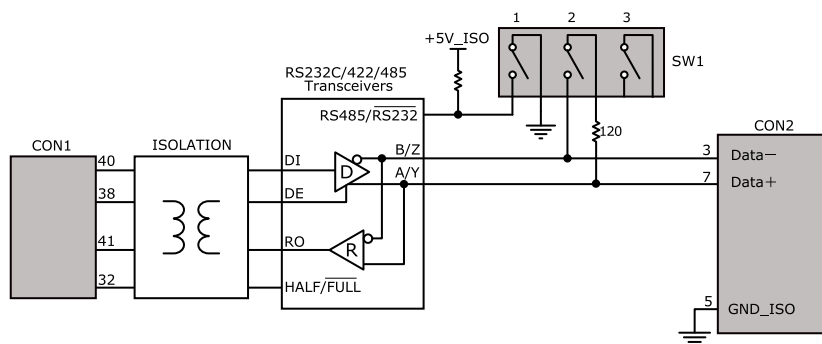 1 2 3
+5V_ISO
SW1
RS232C/422/485
Transceivers
RS485/RS232
120
CON1
ISOLATION
CON2
40
DI
D
B/Z
3
Data−
A/Y
7
Data+
38
DE
41
RO
R
32
HALF/FULL
5
GND_ISO